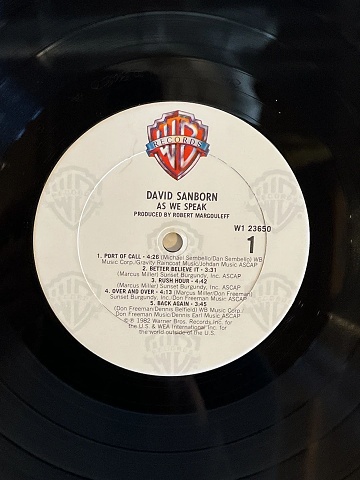 WB
RECORDS
DAVID SANBORN
AS WE SPEAK
PRODUCED BY ROBERT MARGOULEFF
W1 23650
1
1. PORT OF CALL - 4:26 (Michael Sembello/Dan Sembello) WB
Music Corp./Gravity Raincoat Music/Johdan Music ASCAP
2. BETTER BELIEVE IT - 3:31
(Marcus Miller) Sunset Burgundy, Inc. ASCAP
3. RUSH HOUR - 4:42
(Marcus Miller) Sunset Burgundy, Inc. ASCAP
4. OVER AND OVER - 4:13 (Marcus Miller/Don Freeman)
Sunset Burgundy, Inc./Don Freeman Music ASCAP
5. BACK AGAIN - 3:45
(Don Freeman/Dennis Belfield) WB Music Corp./
Don Freeman Music/Dennis Earl Music ASCAP
℗ © 1982 Warner Bros. Records Inc. for
the U.S. & WEA International Inc. for
the world outside of the U.S.